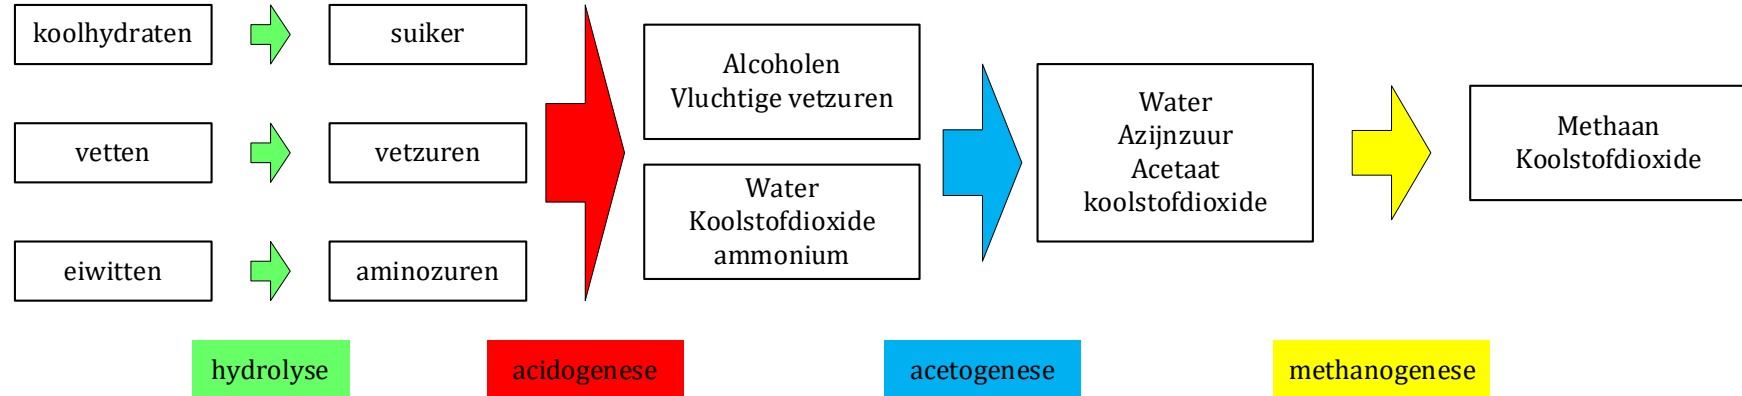 koolhydraten
suiker
vetten
vetzuren
eiwitten
aminozuren
Alcoholen
Vluchtige vetzuren
Water
Koolstofdioxide
ammonium
Water
Azijnzuur
Acetaat
koolstofdioxide
Methaan
Koolstofdioxide
hydrolyse
acidogenese
acetogenese
methanogenese